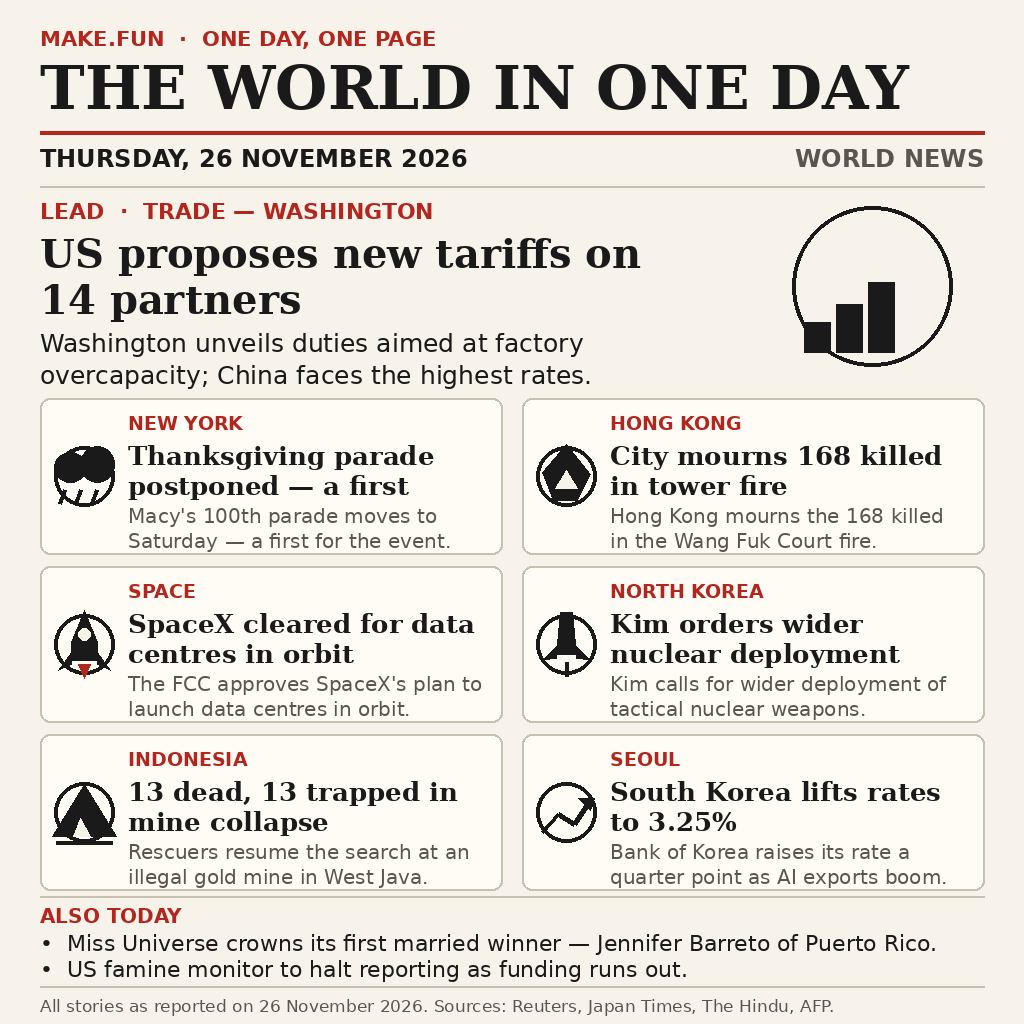 MAKE.FUN · ONE DAY, ONE PAGE
THE WORLD IN ONE DAY
THURSDAY, 26 NOVEMBER 2026
WORLD NEWS
LEAD · TRADE — WASHINGTON
US proposes new tariffs on
14 partners
Washington unveils duties aimed at factory
overcapacity; China faces the highest rates.
NEW YORK
Thanksgiving parade
postponed — a first
Macy's 100th parade moves to
Saturday — a first for the event.
HONG KONG
City mourns 168 killed
in tower fire
Hong Kong mourns the 168 killed
in the Wang Fuk Court fire.
SPACE
SpaceX cleared for data
centres in orbit
The FCC approves SpaceX's plan to
launch data centres in orbit.
NORTH KOREA
Kim orders wider
nuclear deployment
Kim calls for wider deployment of
tactical nuclear weapons.
INDONESIA
13 dead, 13 trapped in
mine collapse
Rescuers resume the search at an
illegal gold mine in West Java.
SEOUL
South Korea lifts rates
to 3.25%
Bank of Korea raises its rate a
quarter point as AI exports boom.
ALSO TODAY
• Miss Universe crowns its first married winner — Jennifer Barreto of Puerto Rico.
• US famine monitor to halt reporting as funding runs out.
All stories as reported on 26 November 2026. Sources: Reuters, Japan Times, The Hindu, AFP.